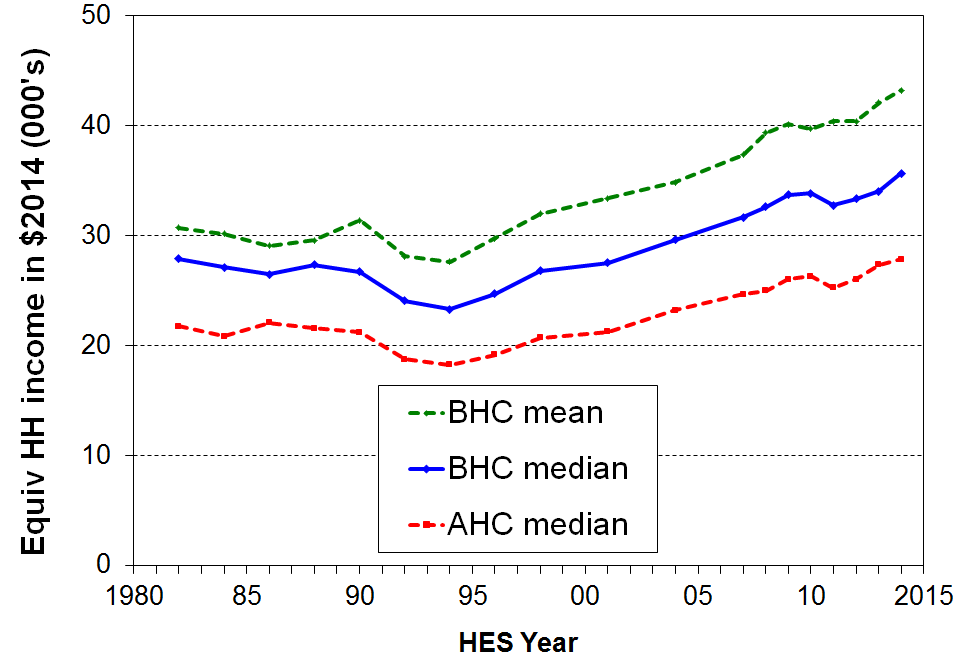 Equiv HH income in $2014 (000's)
50
40
30
20
10
0
BHC mean
BHC median
AHC median
1980 85 90 95 00 05 10 2015
HES Year